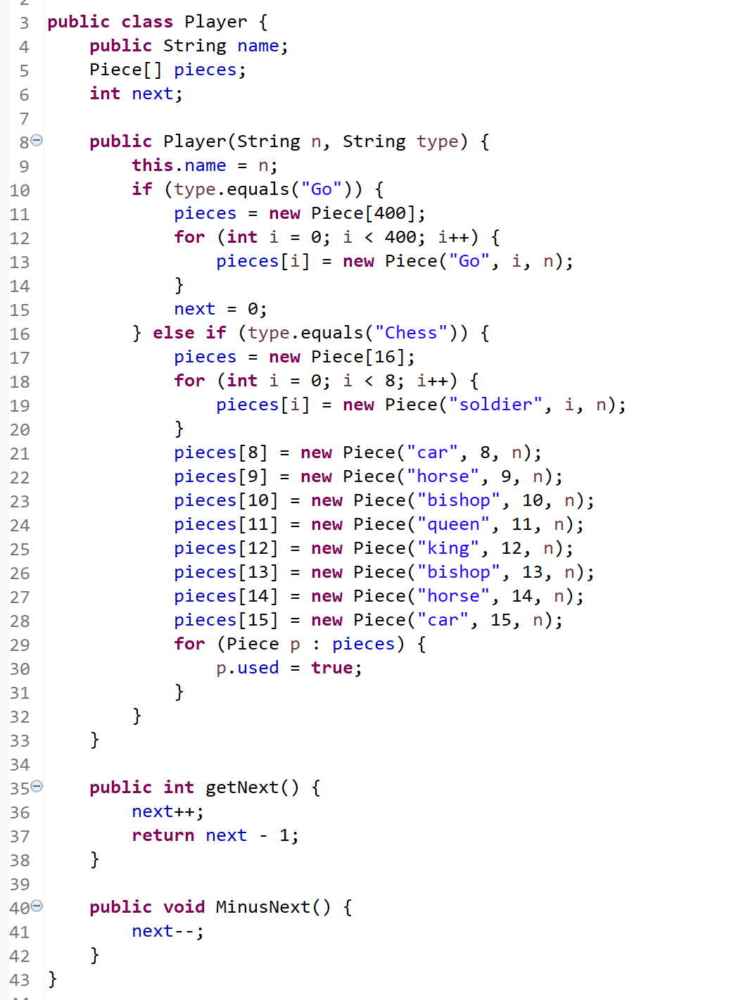 3 public class Player {
4     public String name;
5     Piece[] pieces;
6     int next;
7
8     public Player(String n, String type) {
9         this.name = n;
10         if (type.equals("Go")) {
11             pieces = new Piece[400];
12             for (int i = 0; i < 400; i++) {
13                 pieces[i] = new Piece("Go", i, n);
14             }
15             next = 0;
16         } else if (type.equals("Chess")) {
17             pieces = new Piece[16];
18             for (int i = 0; i < 8; i++) {
19                 pieces[i] = new Piece("soldier", i, n);
20             }
21             pieces[8] = new Piece("car", 8, n);
22             pieces[9] = new Piece("horse", 9, n);
23             pieces[10] = new Piece("bishop", 10, n);
24             pieces[11] = new Piece("queen", 11, n);
25             pieces[12] = new Piece("king", 12, n);
26             pieces[13] = new Piece("bishop", 13, n);
27             pieces[14] = new Piece("horse", 14, n);
28             pieces[15] = new Piece("car", 15, n);
29             for (Piece p : pieces) {
30                 p.used = true;
31             }
32         }
33     }
34
35     public int getNext() {
36         next++;
37         return next - 1;
38     }
39
40     public void MinusNext() {
41         next--;
42     }
43 }